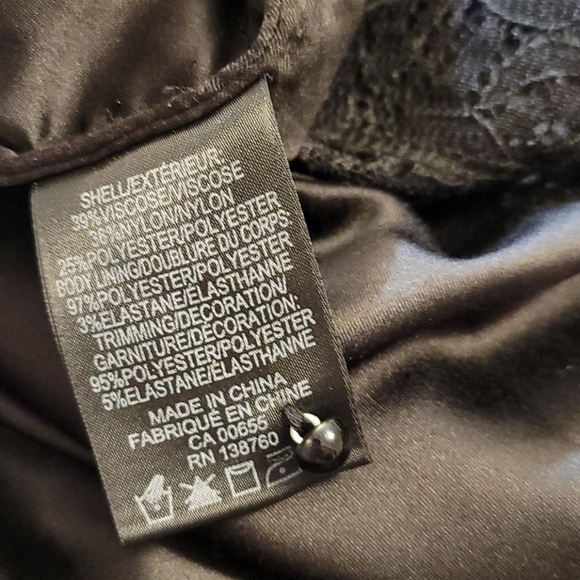 SHELL/EXTÉRIEUR:
39%VISCOSE/VISCOSE
36%NYLON/NYLON
25%POLYESTER/POLYESTER
BODY LINING/DOUBLURE DU CORPS:
97%POLYESTER/POLYESTER
3%ELASTANE/ÉLASTHANNE
TRIMMING/DECORATION/
GARNITURE/DÉCORATION:
95%POLYESTER/POLYESTER
5%ELASTANE/ÉLASTHANNE
MADE IN CHINA
FABRIQUÉ EN CHINE
CA 00655
RN 138760